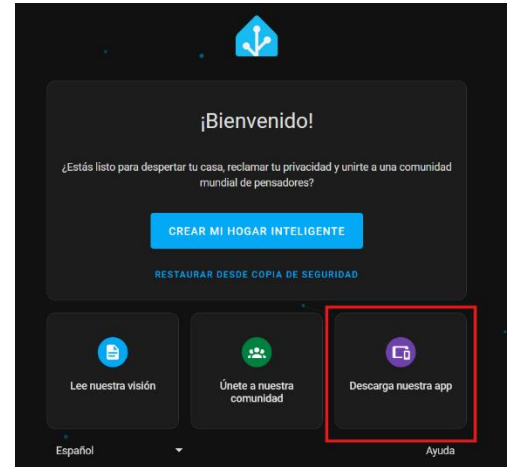 ¡Bienvenido!
¿Estás listo para despertar tu casa, reclamar tu privacidad y unirte a una comunidad
mundial de pensadores?
CREAR MI HOGAR INTELIGENTE
RESTAURAR DESDE COPIA DE SEGURIDAD
Lee nuestra visión
Únete a nuestra
comunidad
Descarga nuestra app
Español
Ayuda